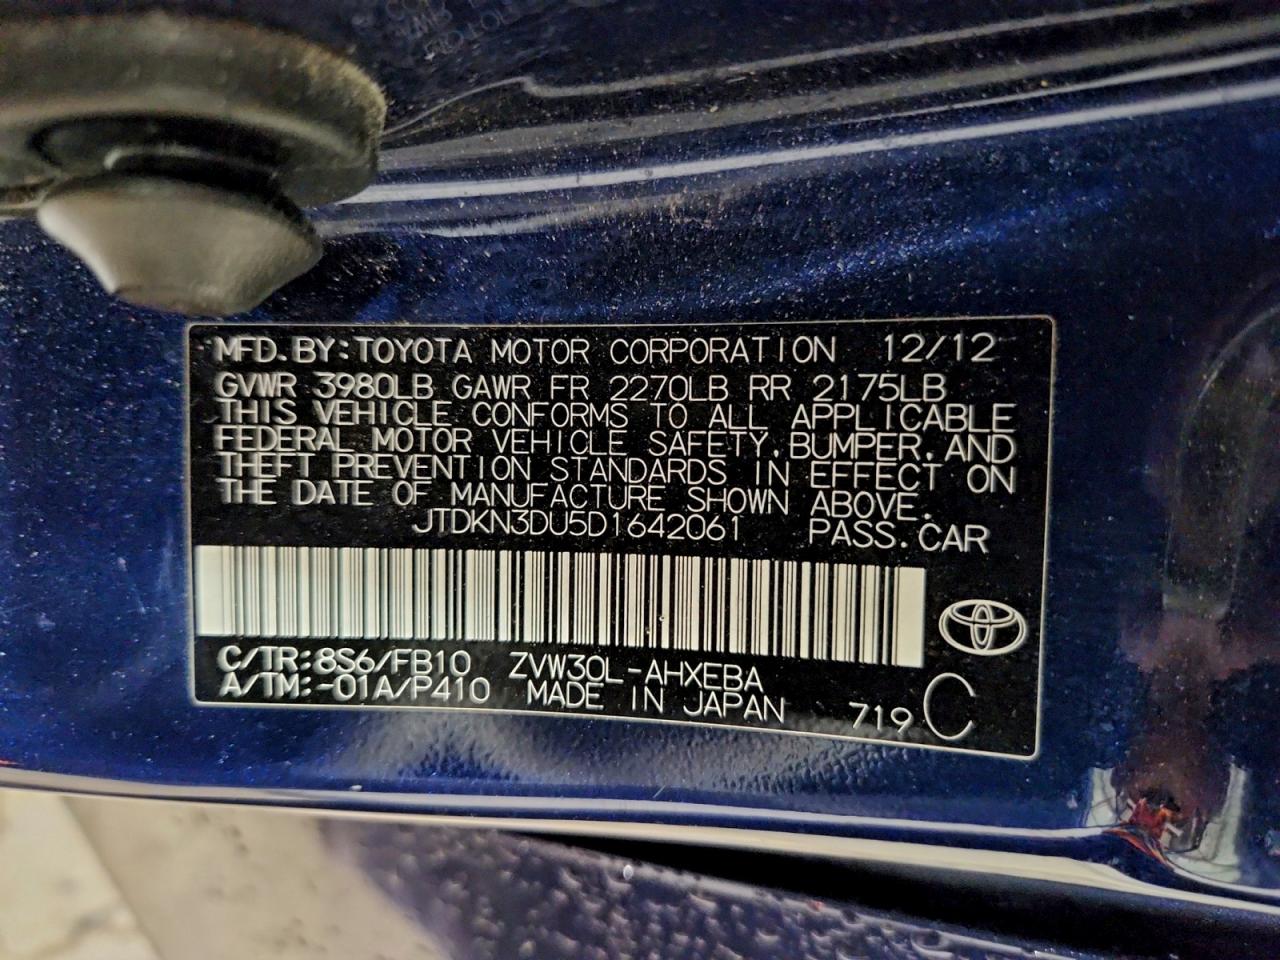 MFD.BY:TOYOTA MOTOR CORPORATION 12/12
GVWR 3980LB GAWR FR 2270LB RR 2175LB
THIS VEHICLE CONFORMS TO ALL APPLICABLE
FEDERAL MOTOR VEHICLE SAFETY,BUMPER,AND
THEFT PREVENTION STANDARDS IN EFFECT ON
THE DATE OF MANUFACTURE SHOWN ABOVE.
JTDKN3DU5D1642061 PASS.CAR
C/TR:8S6/FB10 ZVW30L-AHXEBA
A/TM:-01A/P410 MADE IN JAPAN 719 C